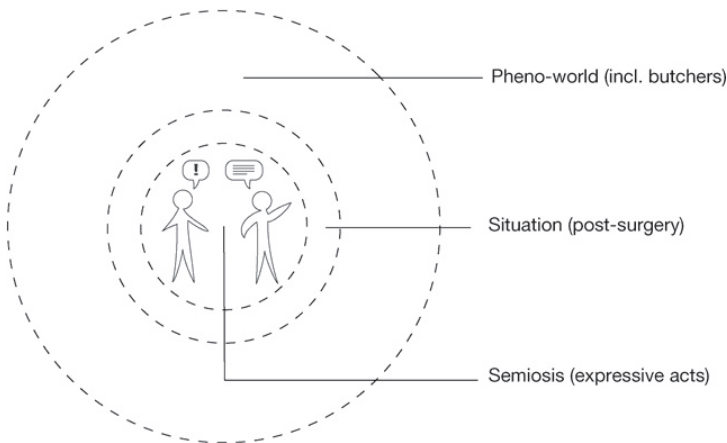 Pheno-world (incl. butchers)
!
Situation (post-surgery)
Semiosis (expressive acts)